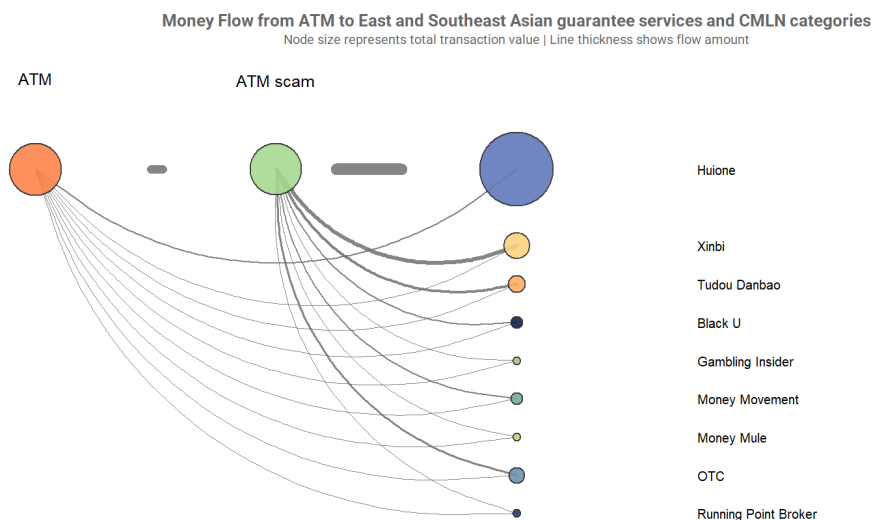 Money Flow from ATM to East and Southeast Asian guarantee services and CMLN categories
Node size represents total transaction value | Line thickness shows flow amount
ATM
ATM scam
Huione
Xinbi
Tudou Danbao
Black U
Gambling Insider
Money Movement
Money Mule
OTC
Running Point Broker